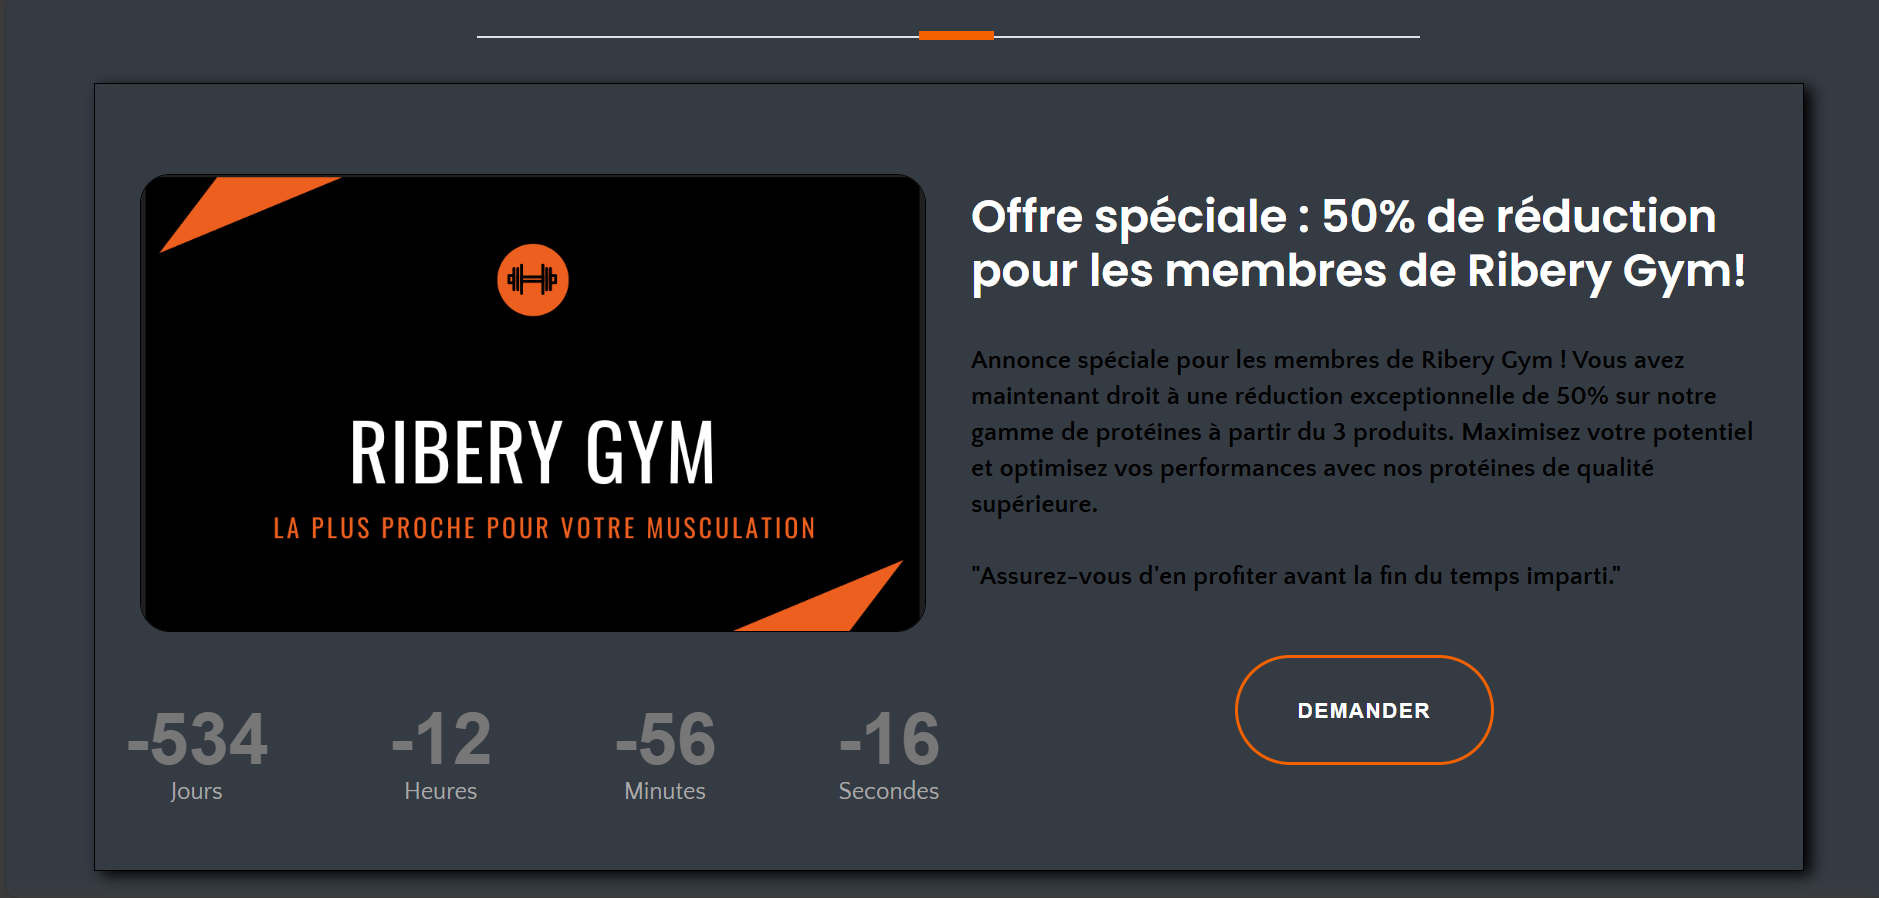 RIBERY GYM
LA PLUS PROCHE POUR VOTRE MUSCULATION
-534
Jours
-12
Heures
-56
Minutes
-16
Secondes
Offre spéciale : 50% de réduction
pour les membres de Ribery Gym!
Annonce spéciale pour les membres de Ribery Gym ! Vous avez
maintenant droit à une réduction exceptionnelle de 50% sur notre
gamme de protéines à partir du 3 produits. Maximisez votre potentiel
et optimisez vos performances avec nos protéines de qualité
supérieure.
"Assurez-vous d'en profiter avant la fin du temps imparti."
DEMANDER